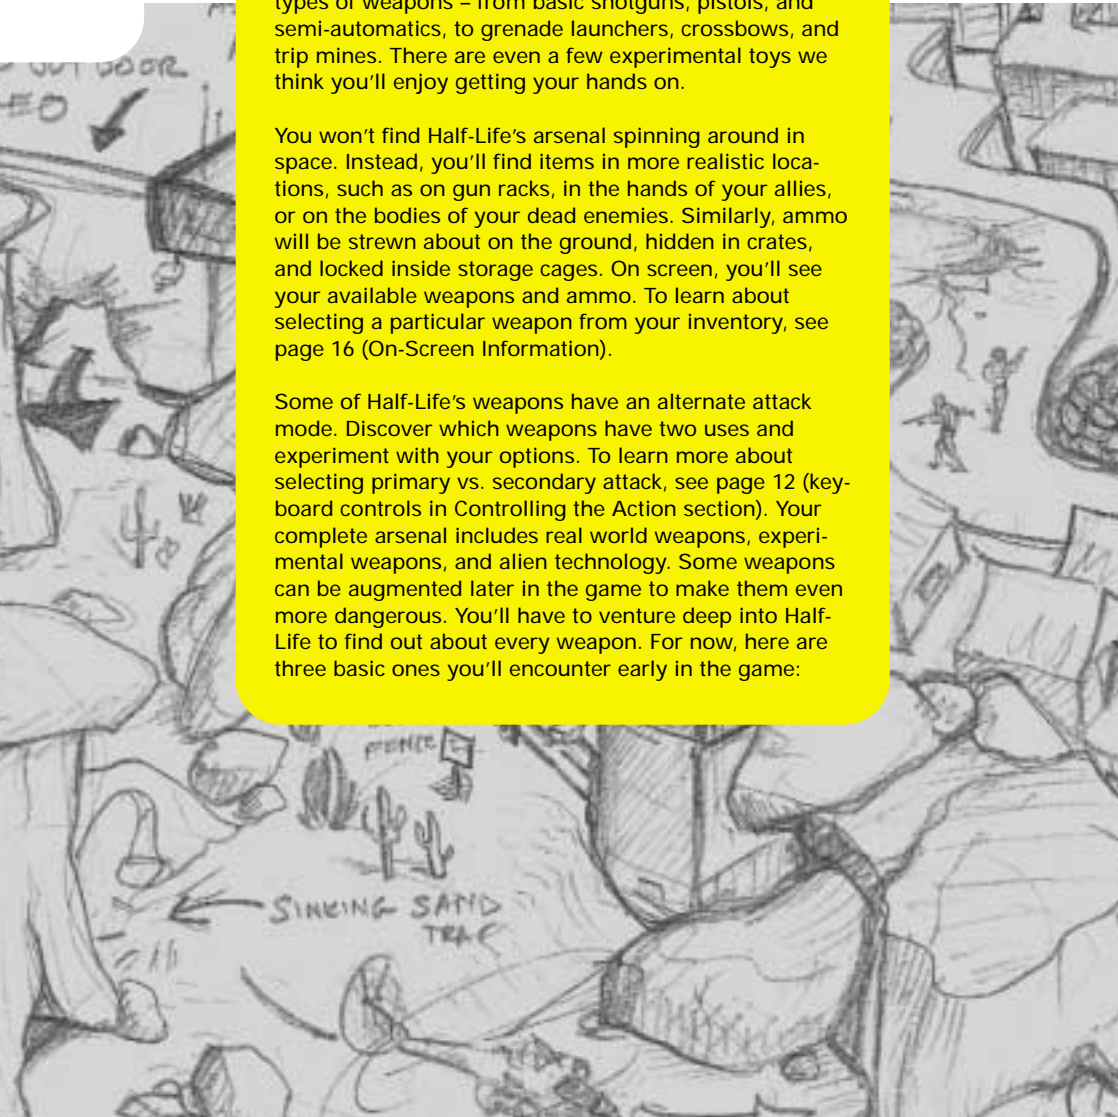 types of weapons – from basic shotguns, pistols, and
semi-automatics, to grenade launchers, crossbows, and
trip mines. There are even a few experimental toys we
think you’ll enjoy getting your hands on.
You won’t find Half-Life’s arsenal spinning around in
space. Instead, you’ll find items in more realistic loca-
tions, such as on gun racks, in the hands of your allies,
or on the bodies of your dead enemies. Similarly, ammo
will be strewn about on the ground, hidden in crates,
and locked inside storage cages. On screen, you’ll see
your available weapons and ammo. To learn about
selecting a particular weapon from your inventory, see
page 16 (On-Screen Information).
Some of Half-Life’s weapons have an alternate attack
mode. Discover which weapons have two uses and
experiment with your options. To learn more about
selecting primary vs. secondary attack, see page 12 (key-
board controls in Controlling the Action section). Your
complete arsenal includes real world weapons, experi-
mental weapons, and alien technology. Some weapons
can be augmented later in the game to make them even
more dangerous. You’ll have to venture deep into Half-
Life to find out about every weapon. For now, here are
three basic ones you’ll encounter early in the game:
FENCE
SINKING SAND
TRAP